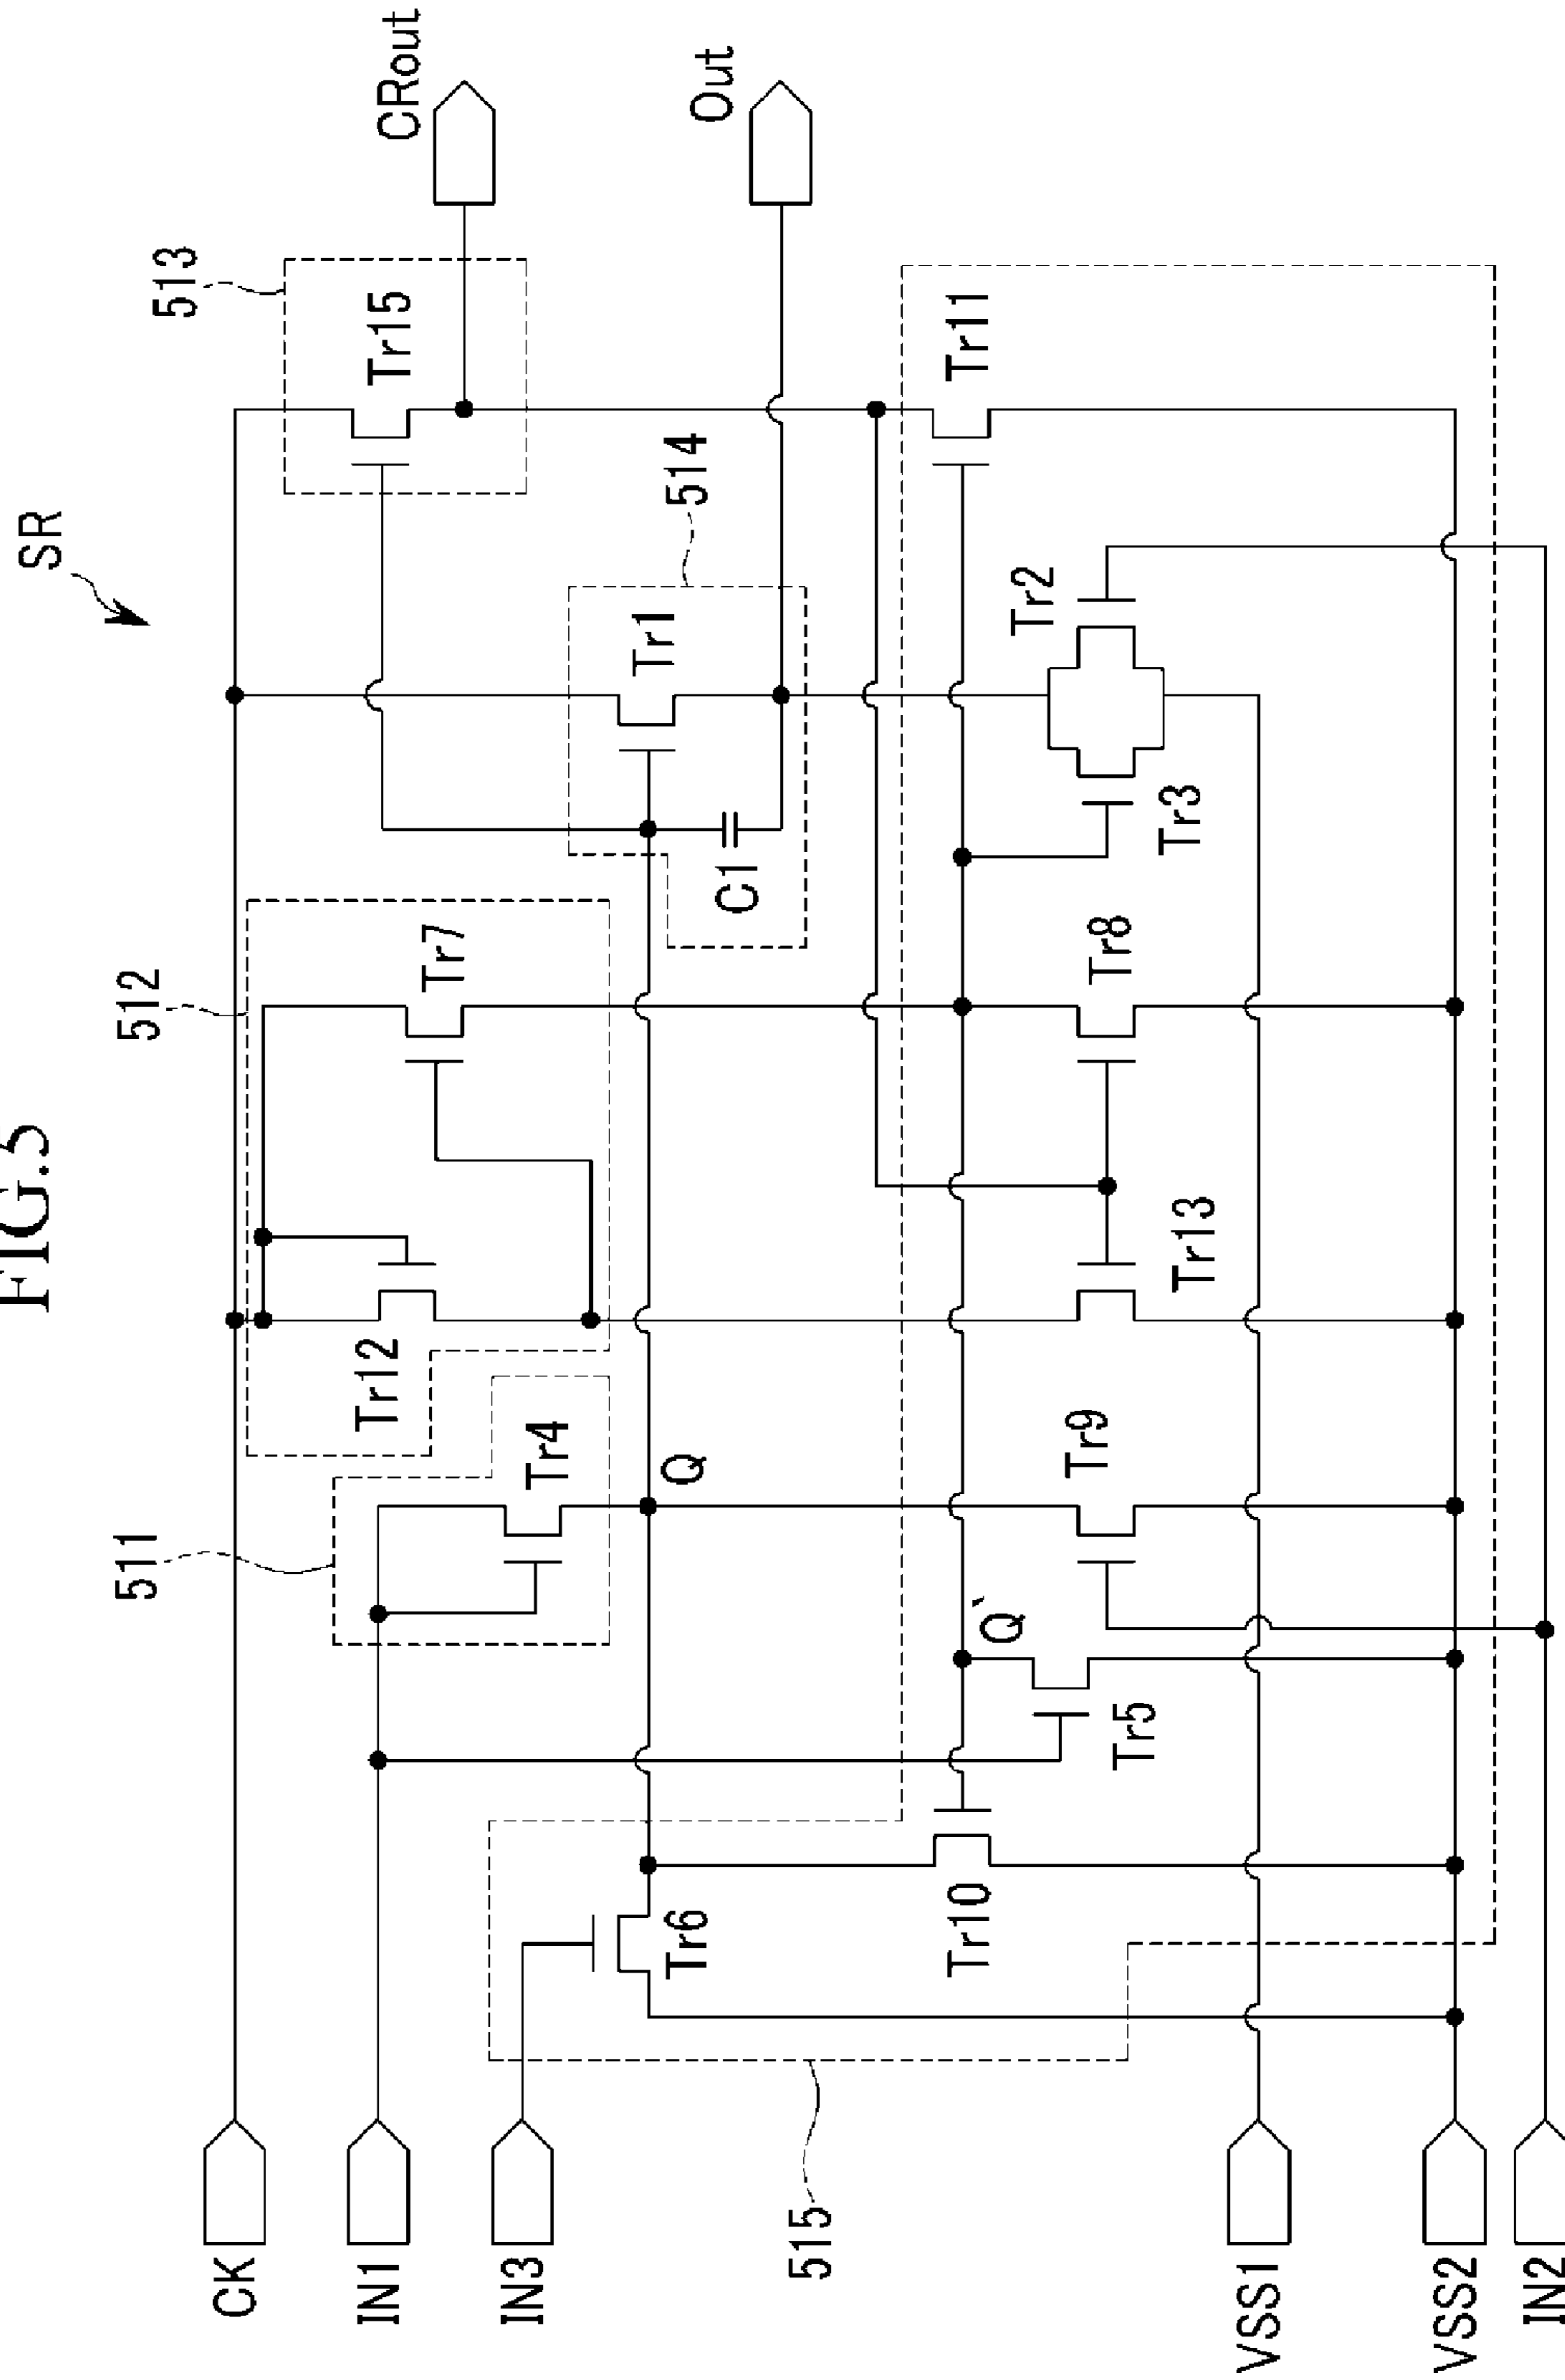 FIG.5
SR
511
512
513
514
515
CK
IN1
IN3
VSS1
VSS2
IN2
CRout
Out
Tr12
Tr7
Tr15
Tr4
Tr1
C1
Q
Tr6
Tr10
Q`
Tr5
Tr9
Tr13
Tr8
Tr3
Tr2
Tr11